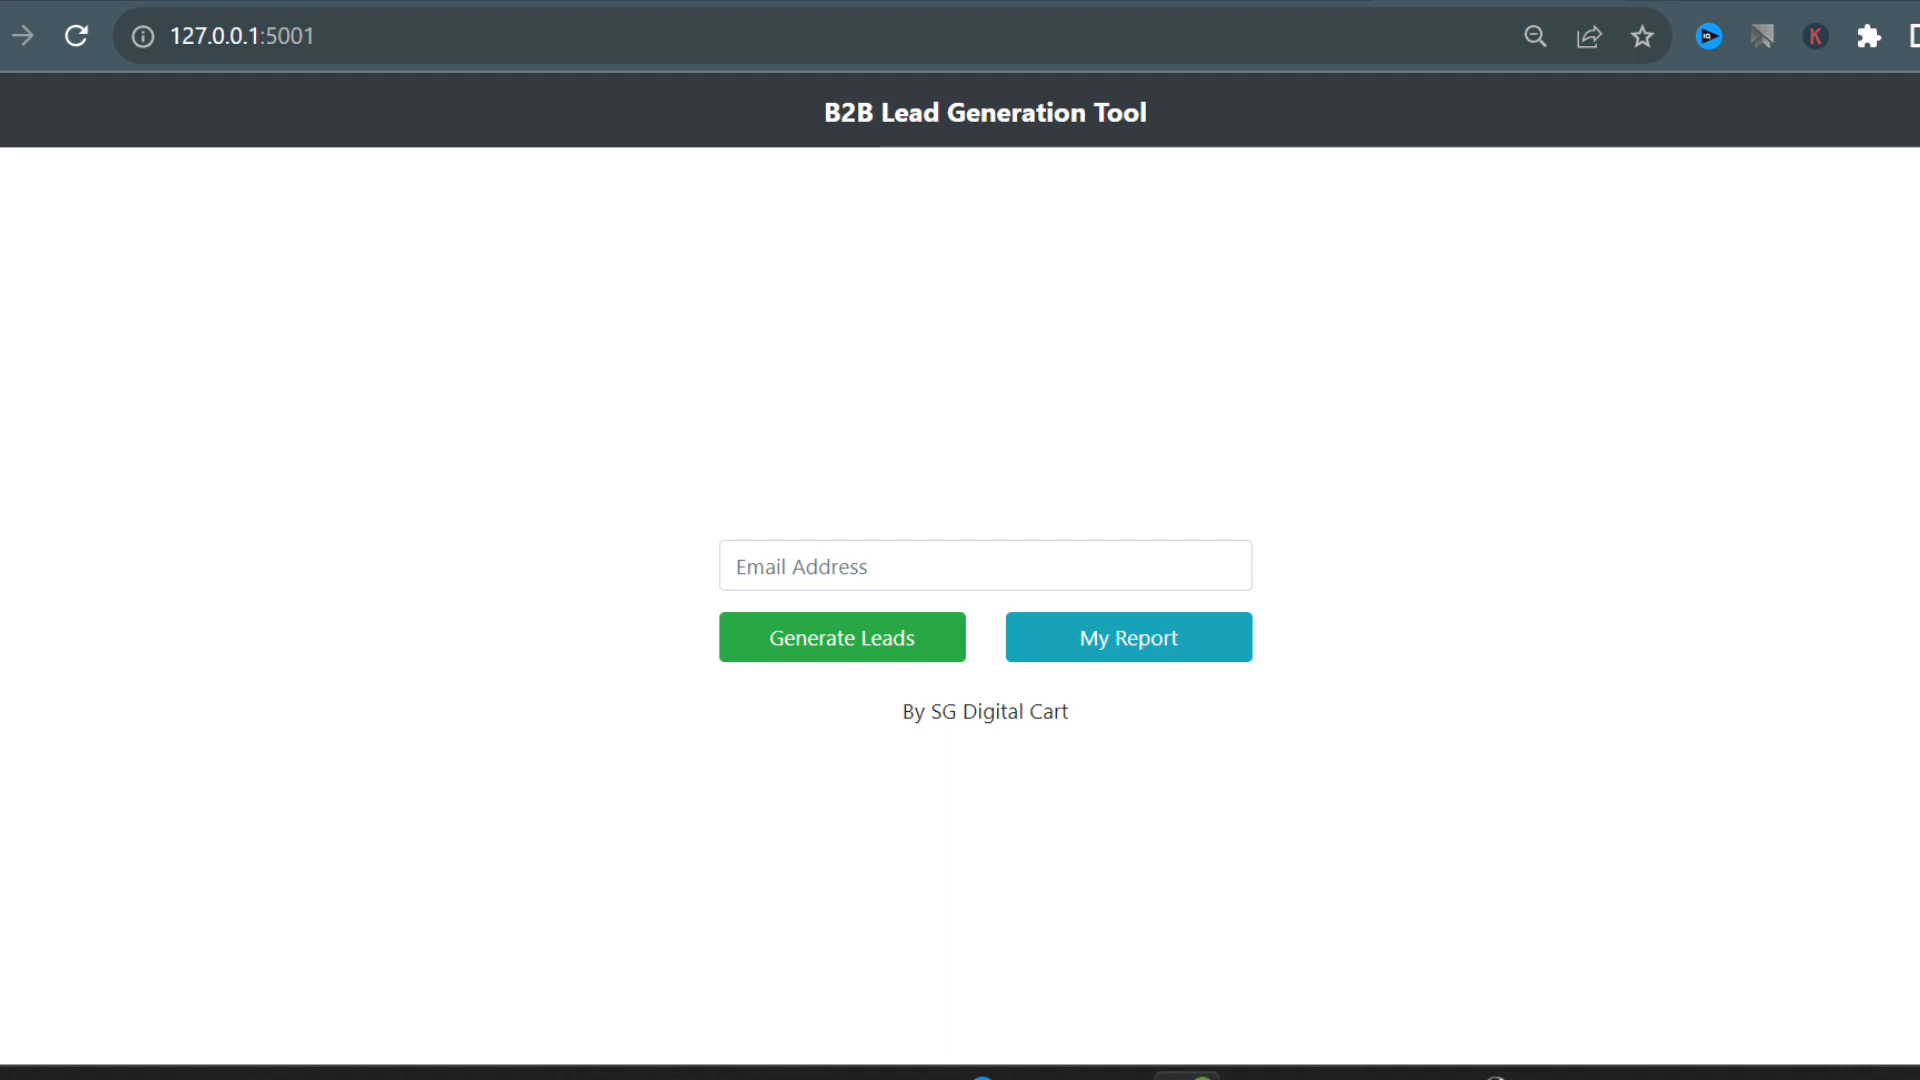 127.0.0.1:5001
K
B2B Lead Generation Tool
Email Address
Generate Leads
My Report
By SG Digital Cart